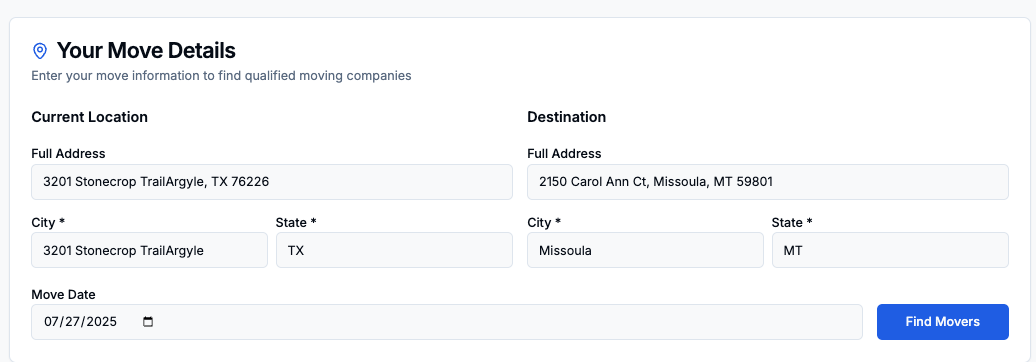 Your Move Details
Enter your move information to find qualified moving companies
Current Location
Full Address
3201 Stonecrop TrailArgyle, TX 76226
City *
State *
3201 Stonecrop TrailArgyle
TX
Destination
Full Address
2150 Carol Ann Ct, Missoula, MT 59801
City *
State *
Missoula
MT
Move Date
07/27/2025
Find Movers